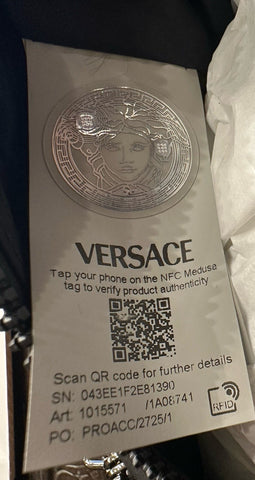 VERSACE
Tap your phone on the NFC Meduse
tag to verify product authenticity
Scan QR code for further details
SN: 043EE1F2E81390
Art: 1015571 /1A08741
PO: PROACC/2725/1
RFID